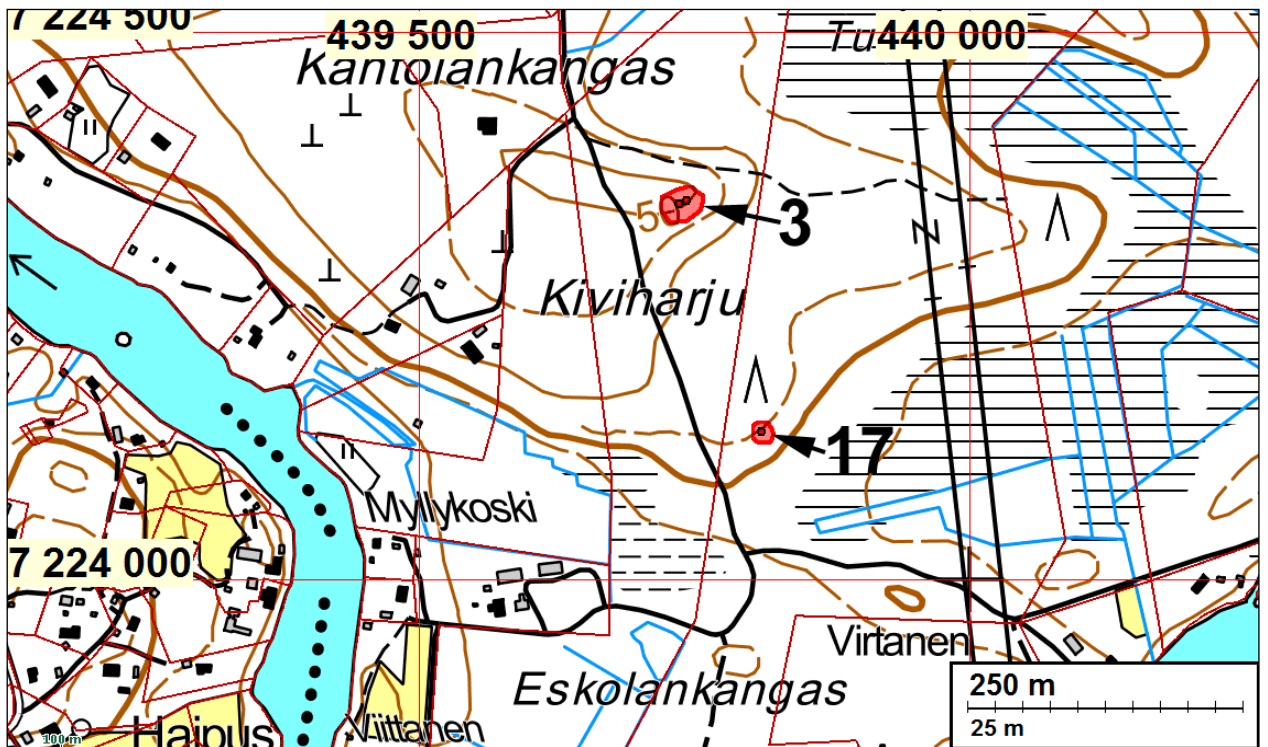 7 224 500
439 500
Tu
440 000
Kantolankangas
3
5
Kiviharju
17
Myllykoski
7 224 000
Virtanen
Eskolankangas
250 m
25 m
Haipus
Viittanen
100 m